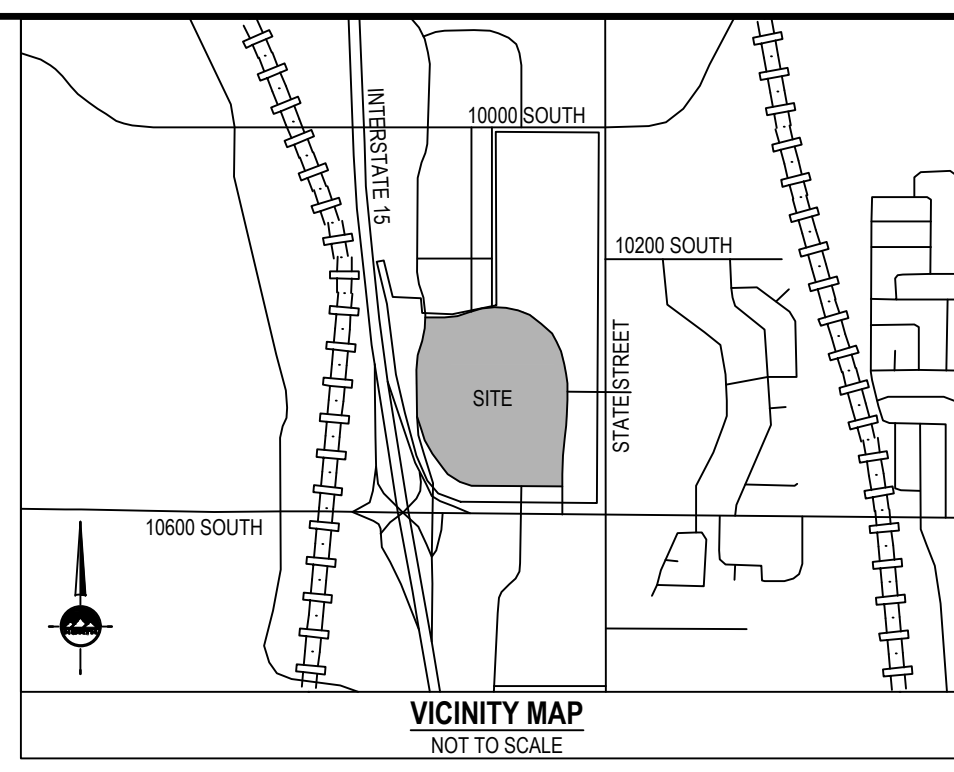 10000 SOUTH
INTERSTATE 15
10200 SOUTH
STATE STREET
SITE
10600 SOUTH
VICINITY MAP
NOT TO SCALE